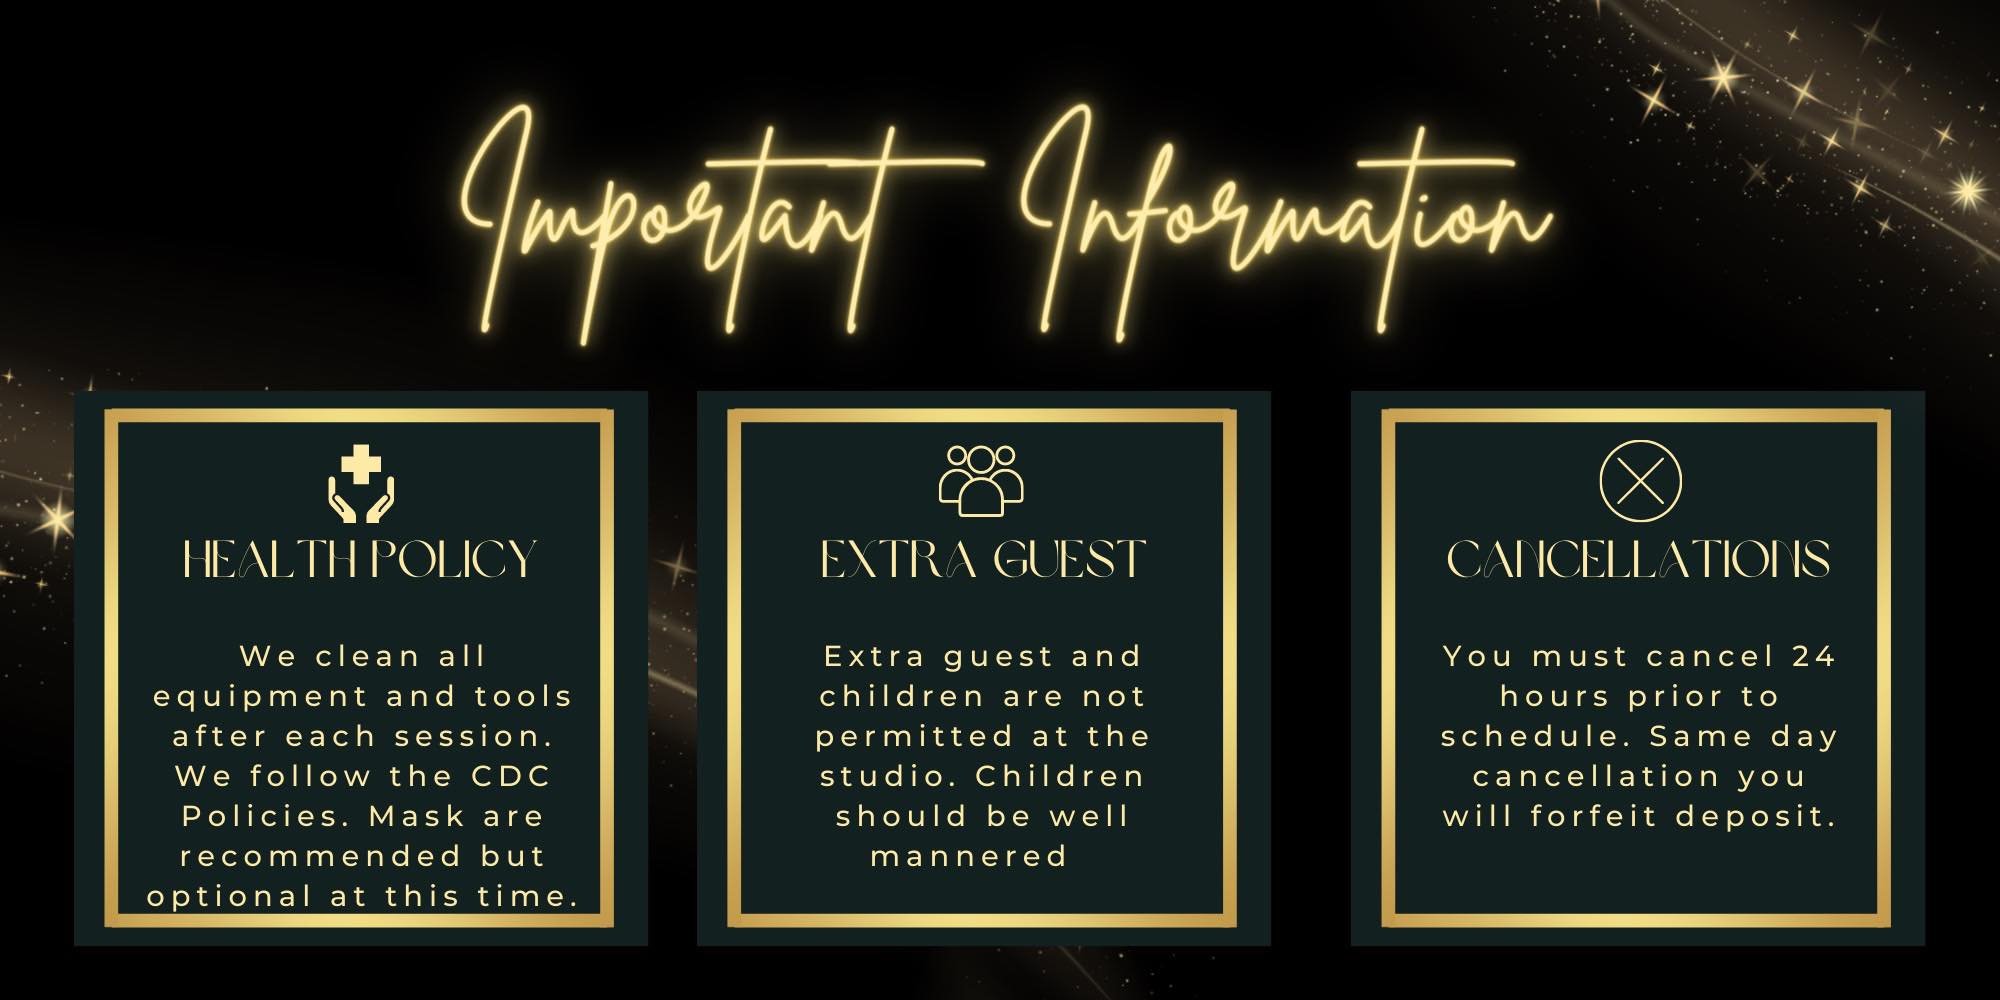 Important Information
HEALTH POLICY
We clean all
equipment and tools
after each session.
We follow the CDC
Policies. Mask are
recommended but
optional at this time.
EXTRA GUEST
Extra guest and
children are not
permitted at the
studio. Children
should be well
mannered
CANCELLATIONS
You must cancel 24
hours prior to
schedule. Same day
cancellation you
will forfeit deposit.